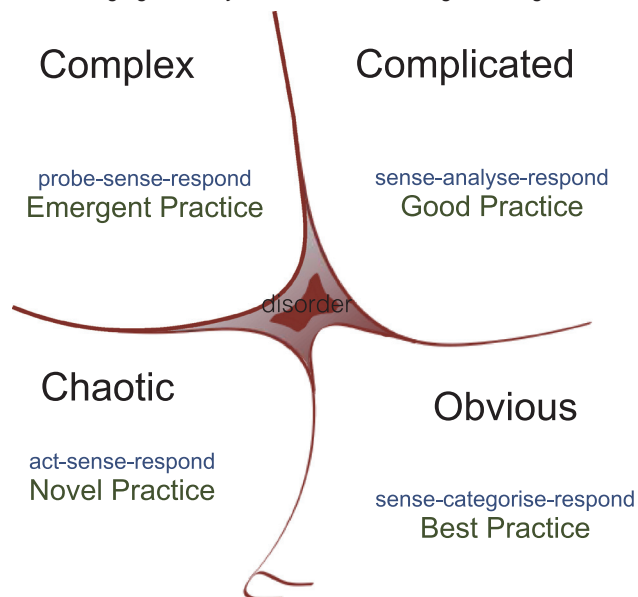 Complex
Complicated
probe-sense-respond
Emergent Practice
sense-analyse-respond
Good Practice
disorder
Chaotic
Obvious
act-sense-respond
Novel Practice
sense-categorise-respond
Best Practice